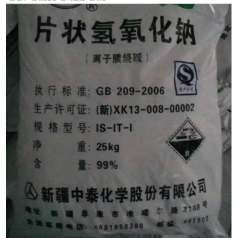 片状氢氧化钠
(离子膜烧碱)
执行标准: GB 209-2006
生产许可证: (新)XK13-008-00002
规格型号: IS-IT-I
净 重: 25kg
含 量: 99%
新疆中泰化学股份有限公司